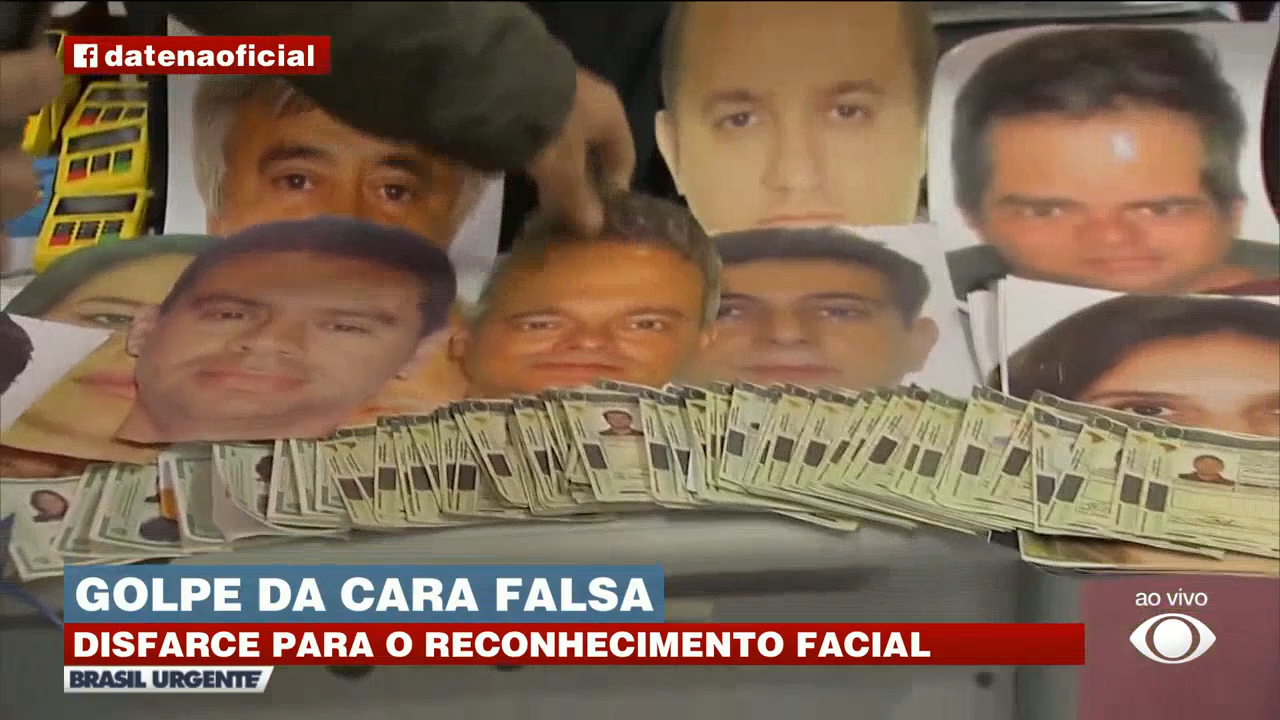 datenaoficial
GOLPE DA CARA FALSA
DISFARCE PARA O RECONHECIMENTO FACIAL
BRASIL URGENTE
ao vivo